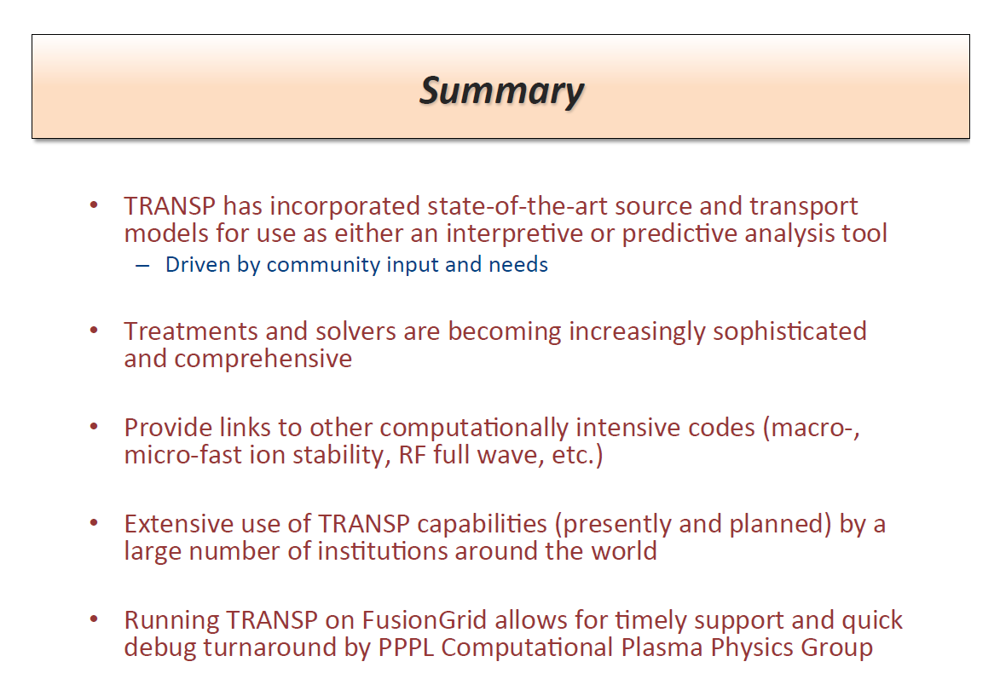 Summary
• TRANSP has incorporated state-of-the-art source and transport
models for use as either an interpretive or predictive analysis tool
– Driven by community input and needs
• Treatments and solvers are becoming increasingly sophisticated
and comprehensive
• Provide links to other computationally intensive codes (macro-,
micro-fast ion stability, RF full wave, etc.)
• Extensive use of TRANSP capabilities (presently and planned) by a
large number of institutions around the world
• Running TRANSP on FusionGrid allows for timely support and quick
debug turnaround by PPPL Computational Plasma Physics Group